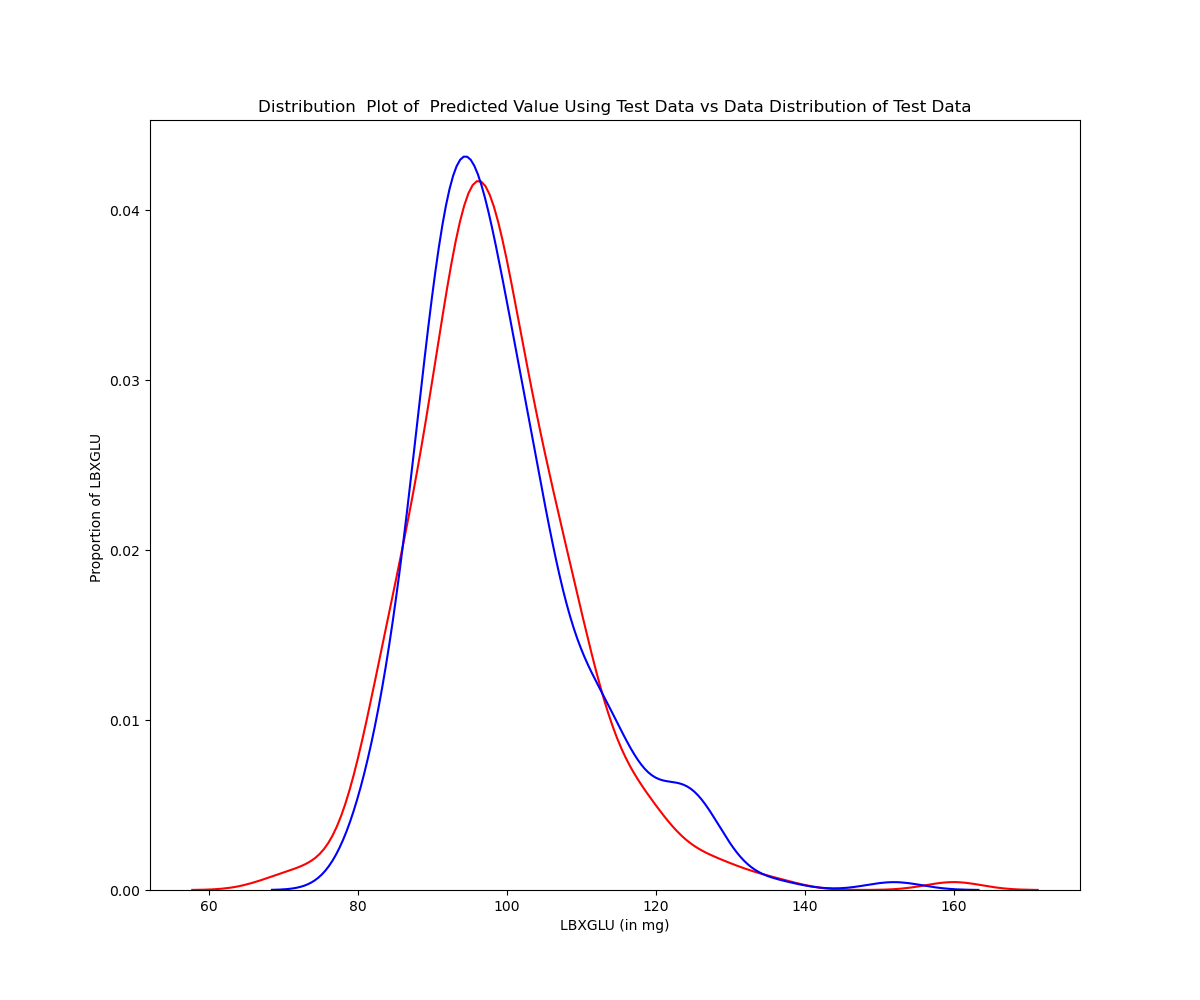 Distribution  Plot of  Predicted Value Using Test Data vs Data Distribution of Test Data
0.04
0.03
0.02
0.01
0.00
Proportion of LBXGLU
60 80 100 120 140 160
LBXGLU (in mg)